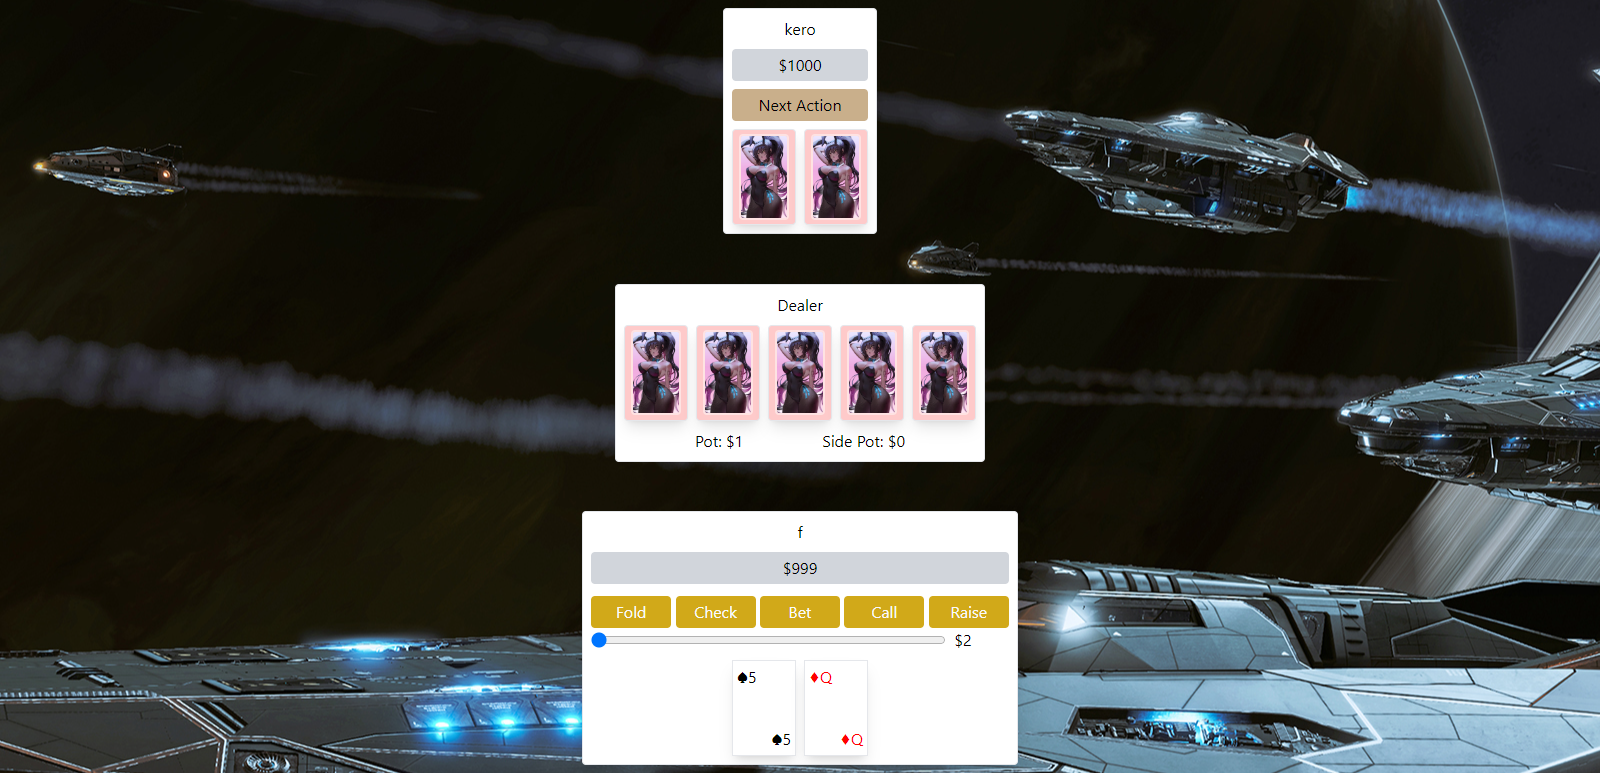 kero
$1000
Next Action
Dealer
Pot: $1 Side Pot: $0
f
$999
Fold Check Bet Call Raise
$2
♠5 ♦Q
♠5 ♦Q